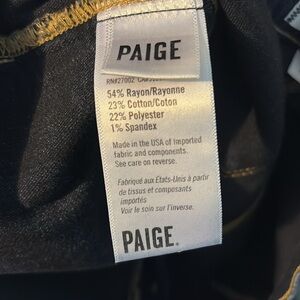 PAIGE
RN#27002
54% Rayon/Rayonne
23% Cotton/Coton
22% Polyester
1% Spandex
Made in the USA of imported
fabric and components.
See care on reverse.
Fabriqué aux États-Unis à partir
de tissus et composants
importés
Voir le soin sur l'inverse.
PAIGE.